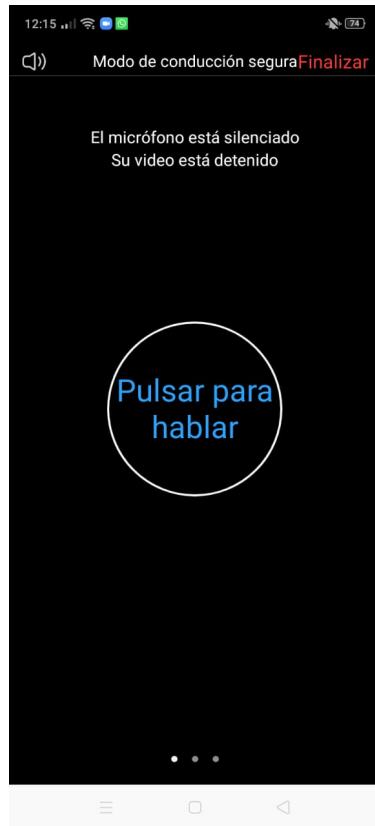 12:15
74
Modo de conducción segura
Finalizar
El micrófono está silenciado
Su video está detenido
Pulsar para
hablar